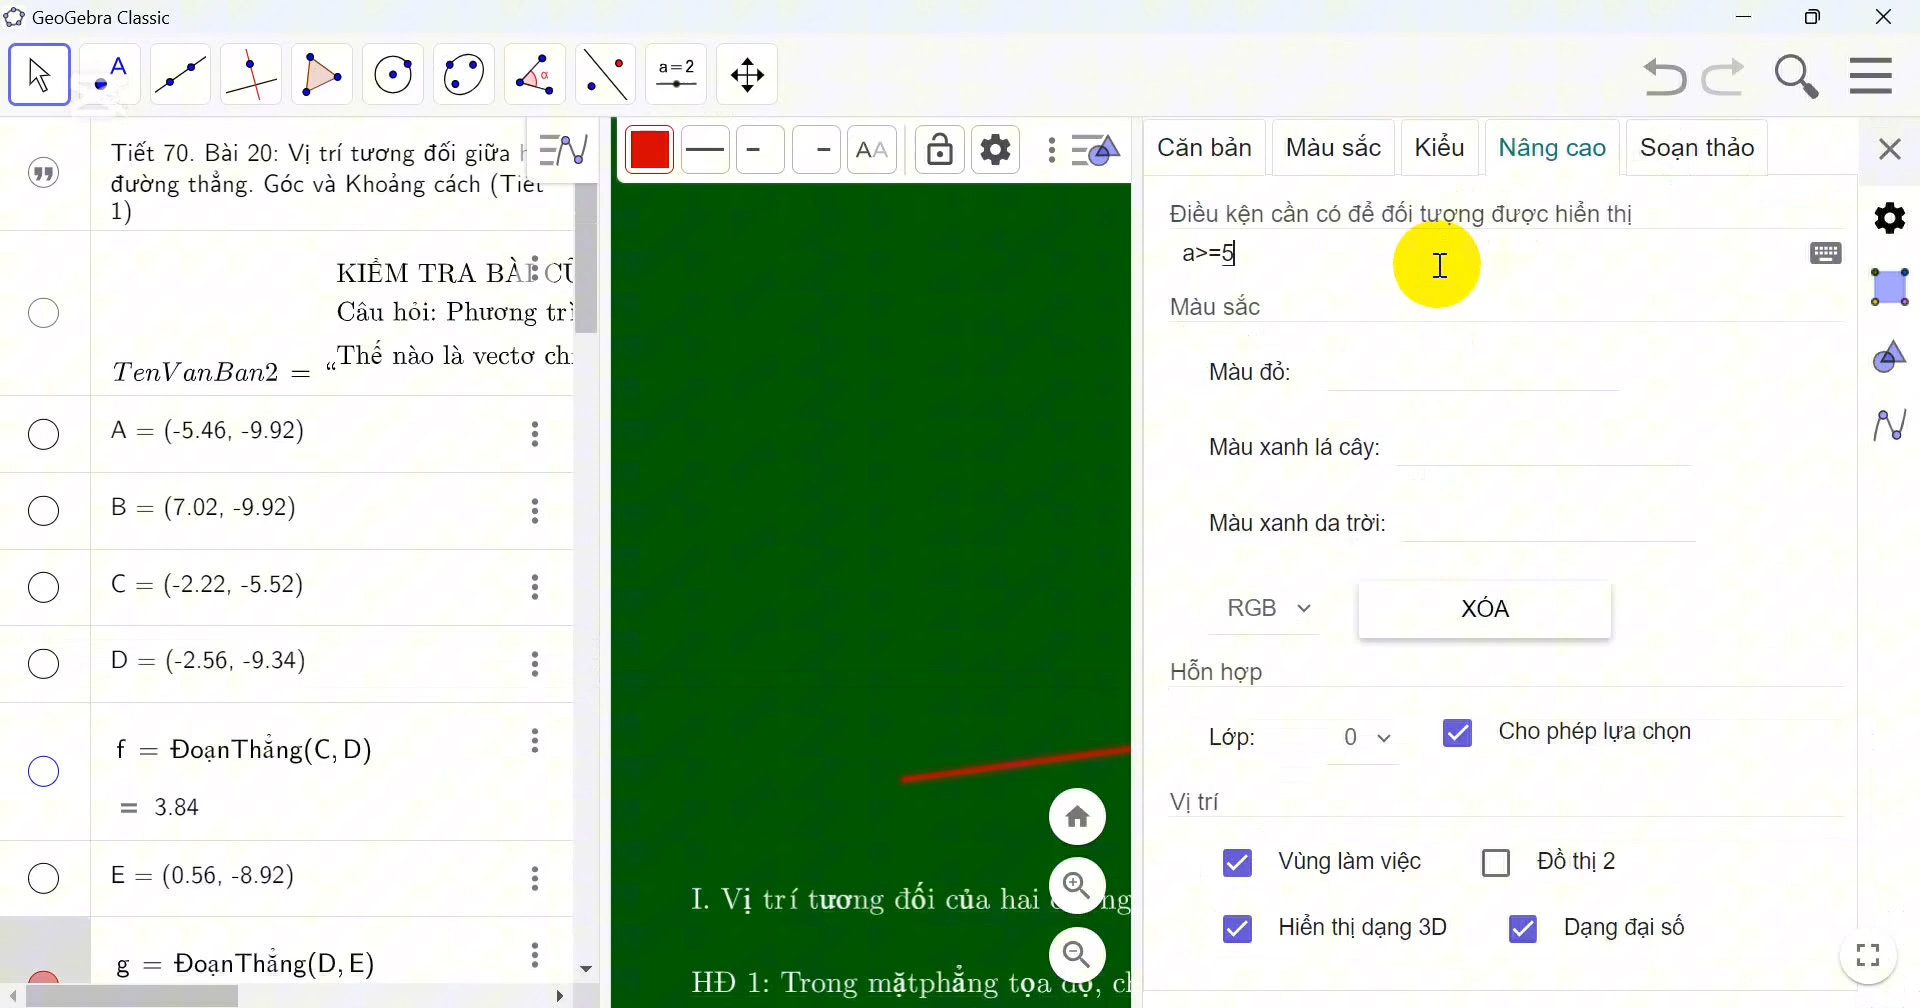 GeoGebra Classic
A
α
a=2
Tiết 70. Bài 20: Vị trí tương đối giữa
đường thẳng. Góc và Khoảng cách (Tiết
1)
KIỂM TRA BÀI CŨ
Câu hỏi: Phương trì
Thế nào là vectơ ch
TenVanBan2 = “
A = (-5.46, -9.92)
B = (7.02, -9.92)
C = (-2.22, -5.52)
D = (-2.56, -9.34)
f = ĐoạnThẳng(C, D)
= 3.84
E = (0.56, -8.92)
g = ĐoạnThẳng(D, E)
AA
I. Vị trí tương đối của hai
HĐ 1: Trong mặtphẳng tọa độ, ch
Căn bản
Màu sắc
Kiểu
Nâng cao
Soạn thảo
Điều kện cần có để đối tượng được hiển thị
a>=5
Màu sắc
Màu đỏ:
Màu xanh lá cây:
Màu xanh da trời:
RGB
XÓA
Hỗn hợp
Lớp: 0
Cho phép lựa chọn
Vị trí
Vùng làm việc
Đồ thị 2
Hiển thị dạng 3D
Dạng đại số